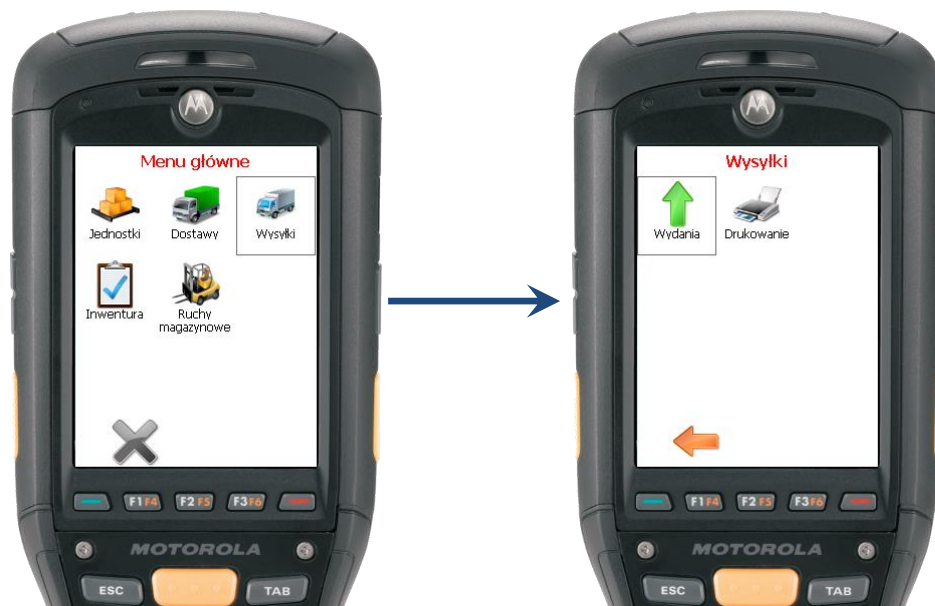 Menu główne
Jednostki
Dostawy
Wysyłki
Inwentura
Ruchy
magazynowe
F1 F4
F2 F5
F3 F6
MOTOROLA
ESC
TAB
Wysyłki
Wydania
Drukowanie
F1 F4
F2 F5
F3 F6
MOTOROLA
ESC
TAB